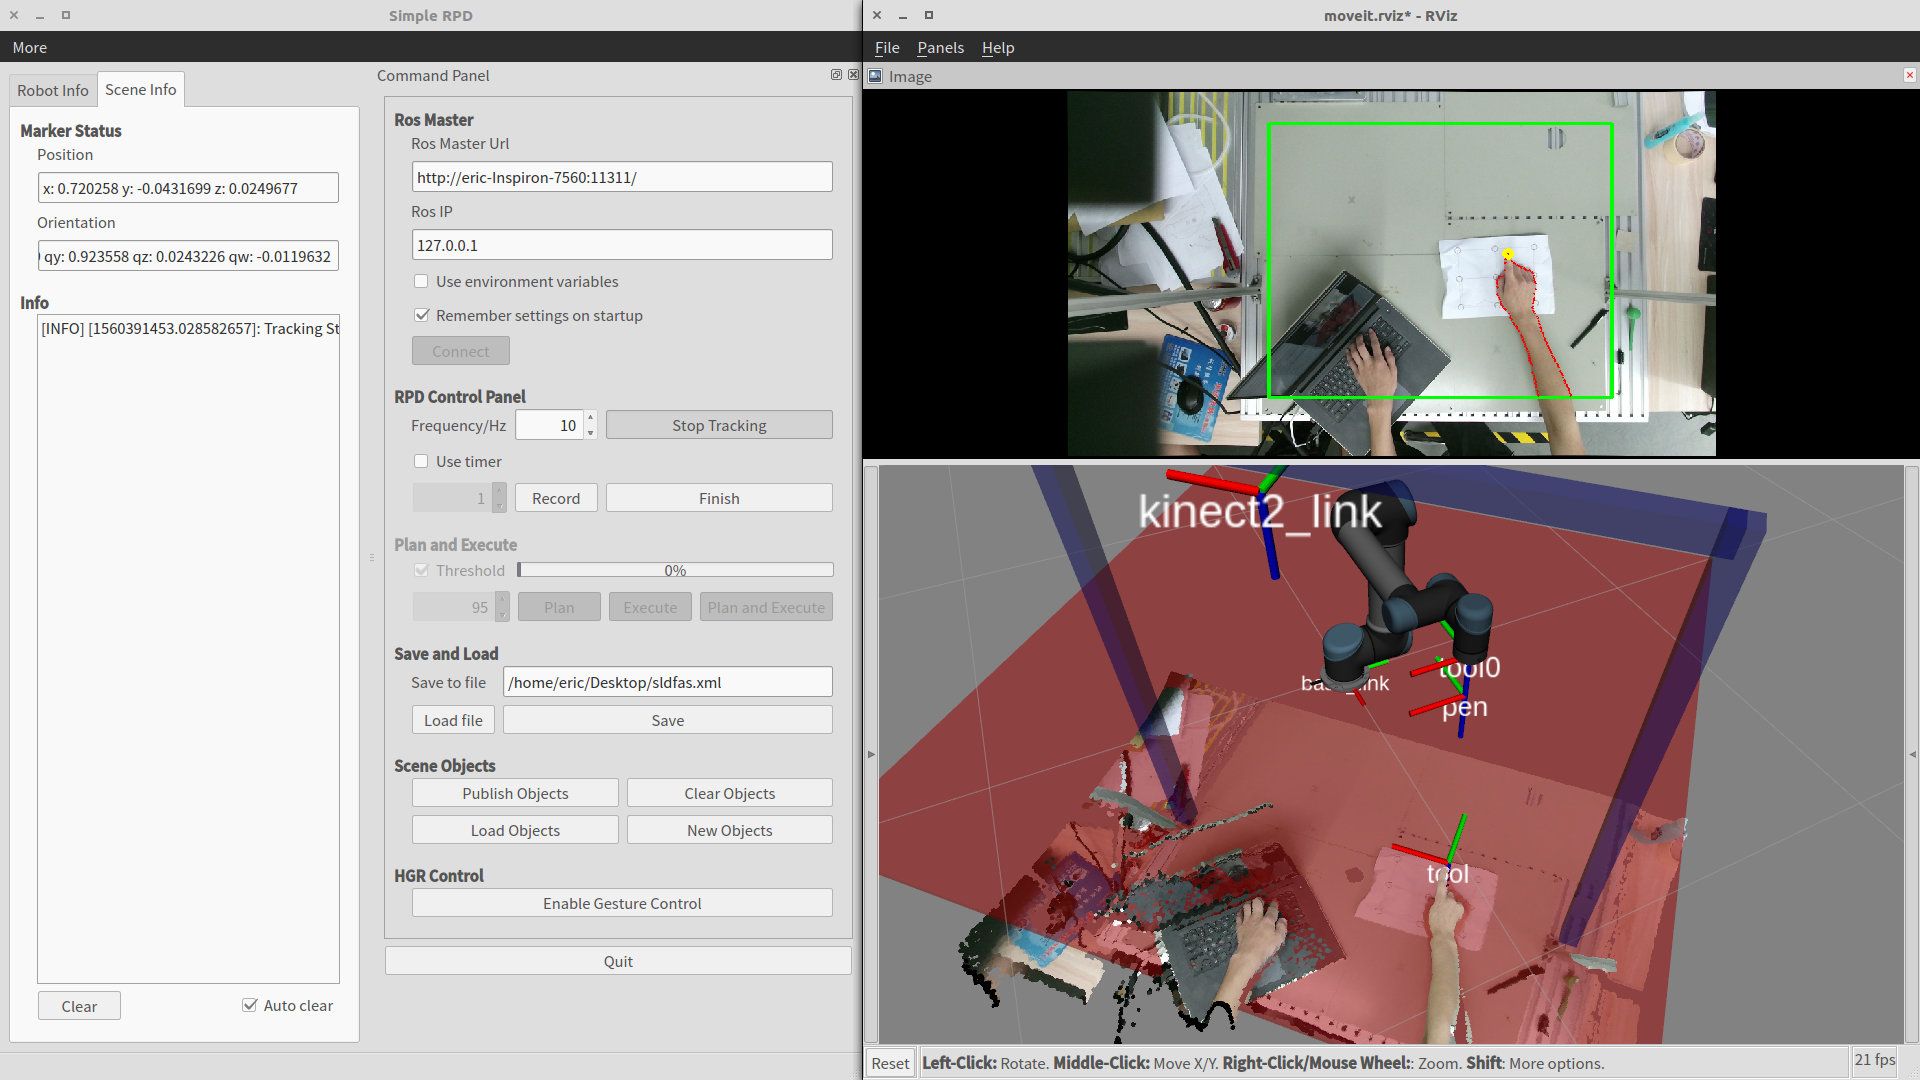 Simple RPD
More
Robot Info
Scene Info
Marker Status
Position
x: 0.720258 y: -0.0431699 z: 0.0249677
Orientation
qy: 0.923558 qz: 0.0243226 qw: -0.0119632
Info
[INFO] [1560391453.028582657]: Tracking St
Clear
Auto clear
Command Panel
Ros Master
Ros Master Url
http://eric-Inspiron-7560:11311/
Ros IP
127.0.0.1
Use environment variables
Remember settings on startup
Connect
RPD Control Panel
Frequency/Hz
10
Stop Tracking
Use timer
1
Record
Finish
Plan and Execute
Threshold
0%
95
Plan
Execute
Plan and Execute
Save and Load
Save to file
/home/eric/Desktop/sldfas.xml
Load file
Save
Scene Objects
Publish Objects
Clear Objects
Load Objects
New Objects
HGR Control
Enable Gesture Control
Quit
moveit.rviz* - RViz
File Panels Help
Image
kinect2_link
tool0
base_link
pen
tool
Reset
Left-Click: Rotate. Middle-Click: Move X/Y. Right-Click/Mouse Wheel:: Zoom. Shift: More options.
21 fps